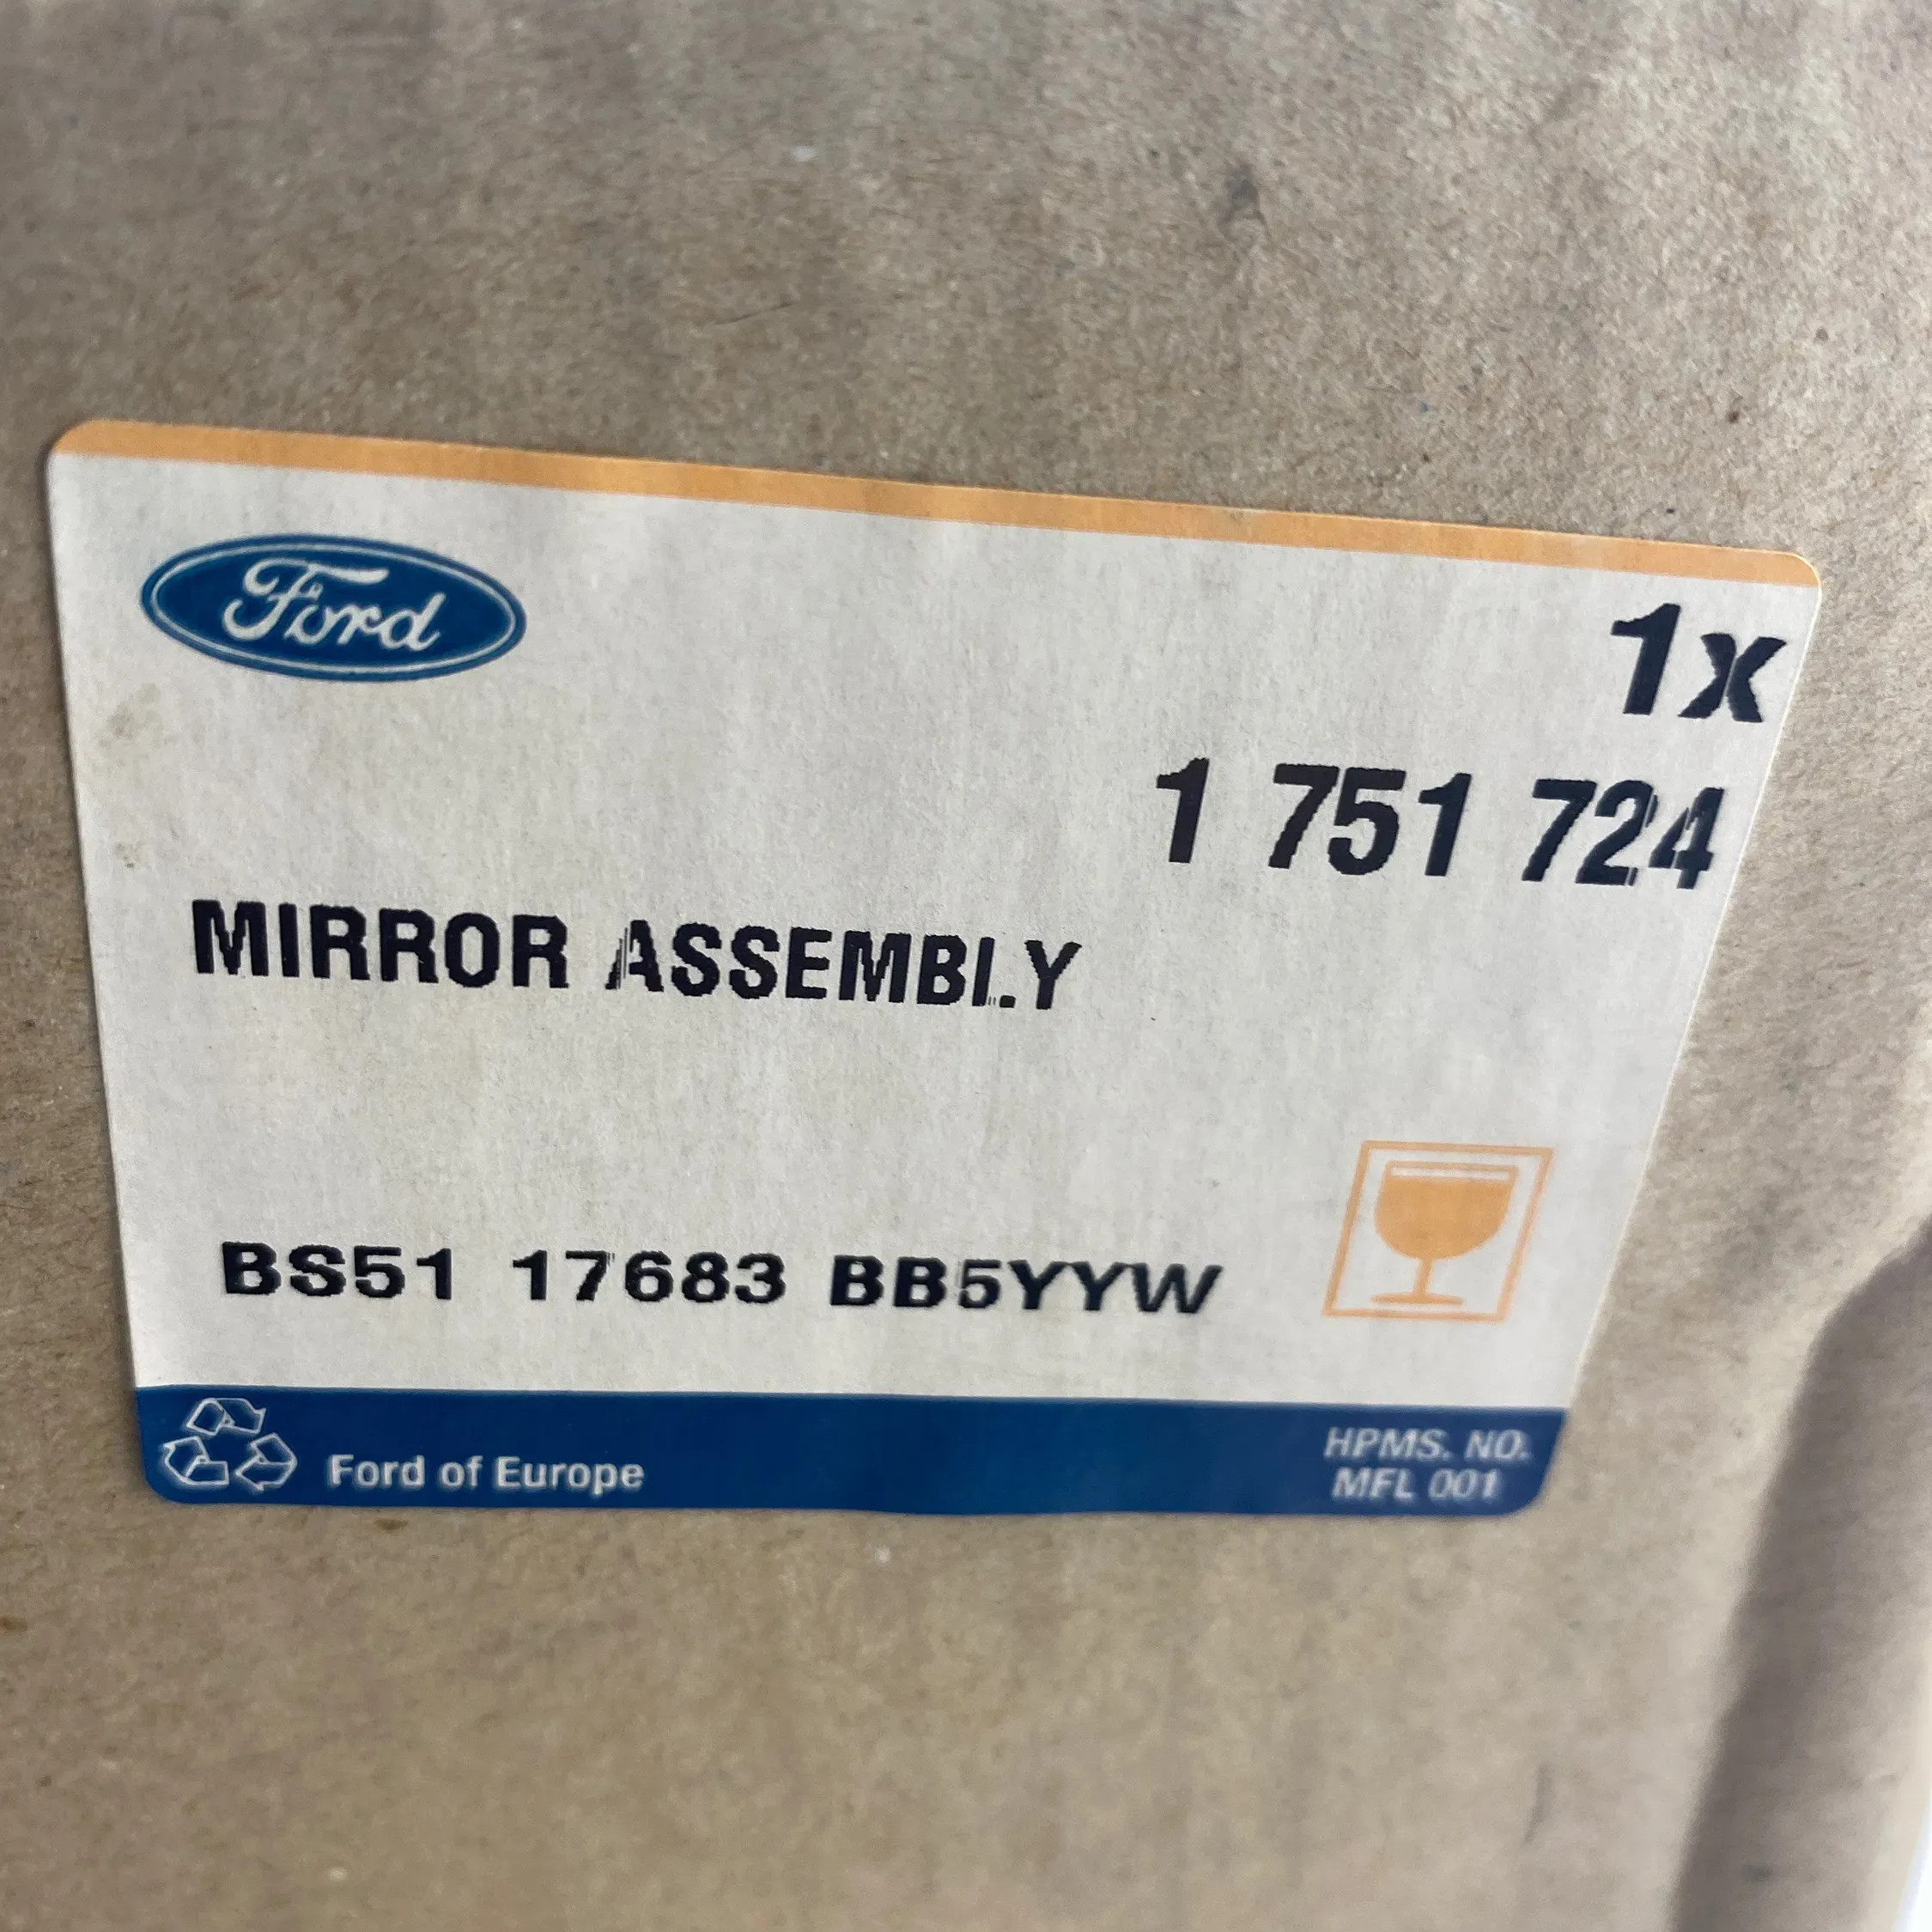 Ford
1x
1 751 724
MIRROR ASSEMBLY
BS51 17683 BB5YYW
Ford of Europe
HPMS. NO.
MFL 001